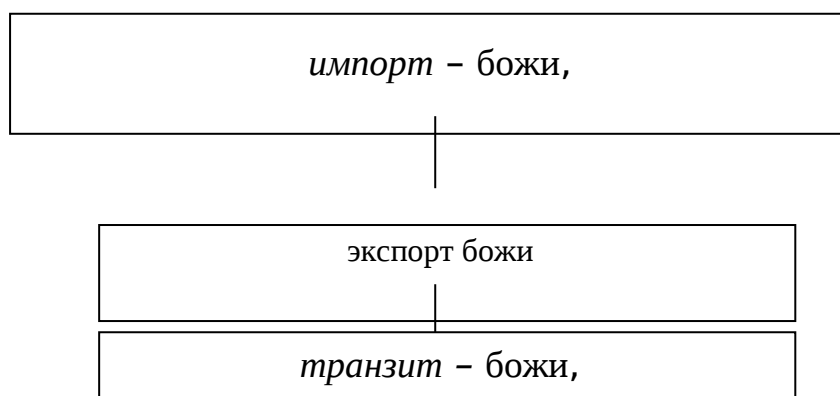 импорт – божи,
экспорт божи
транзит – божи,